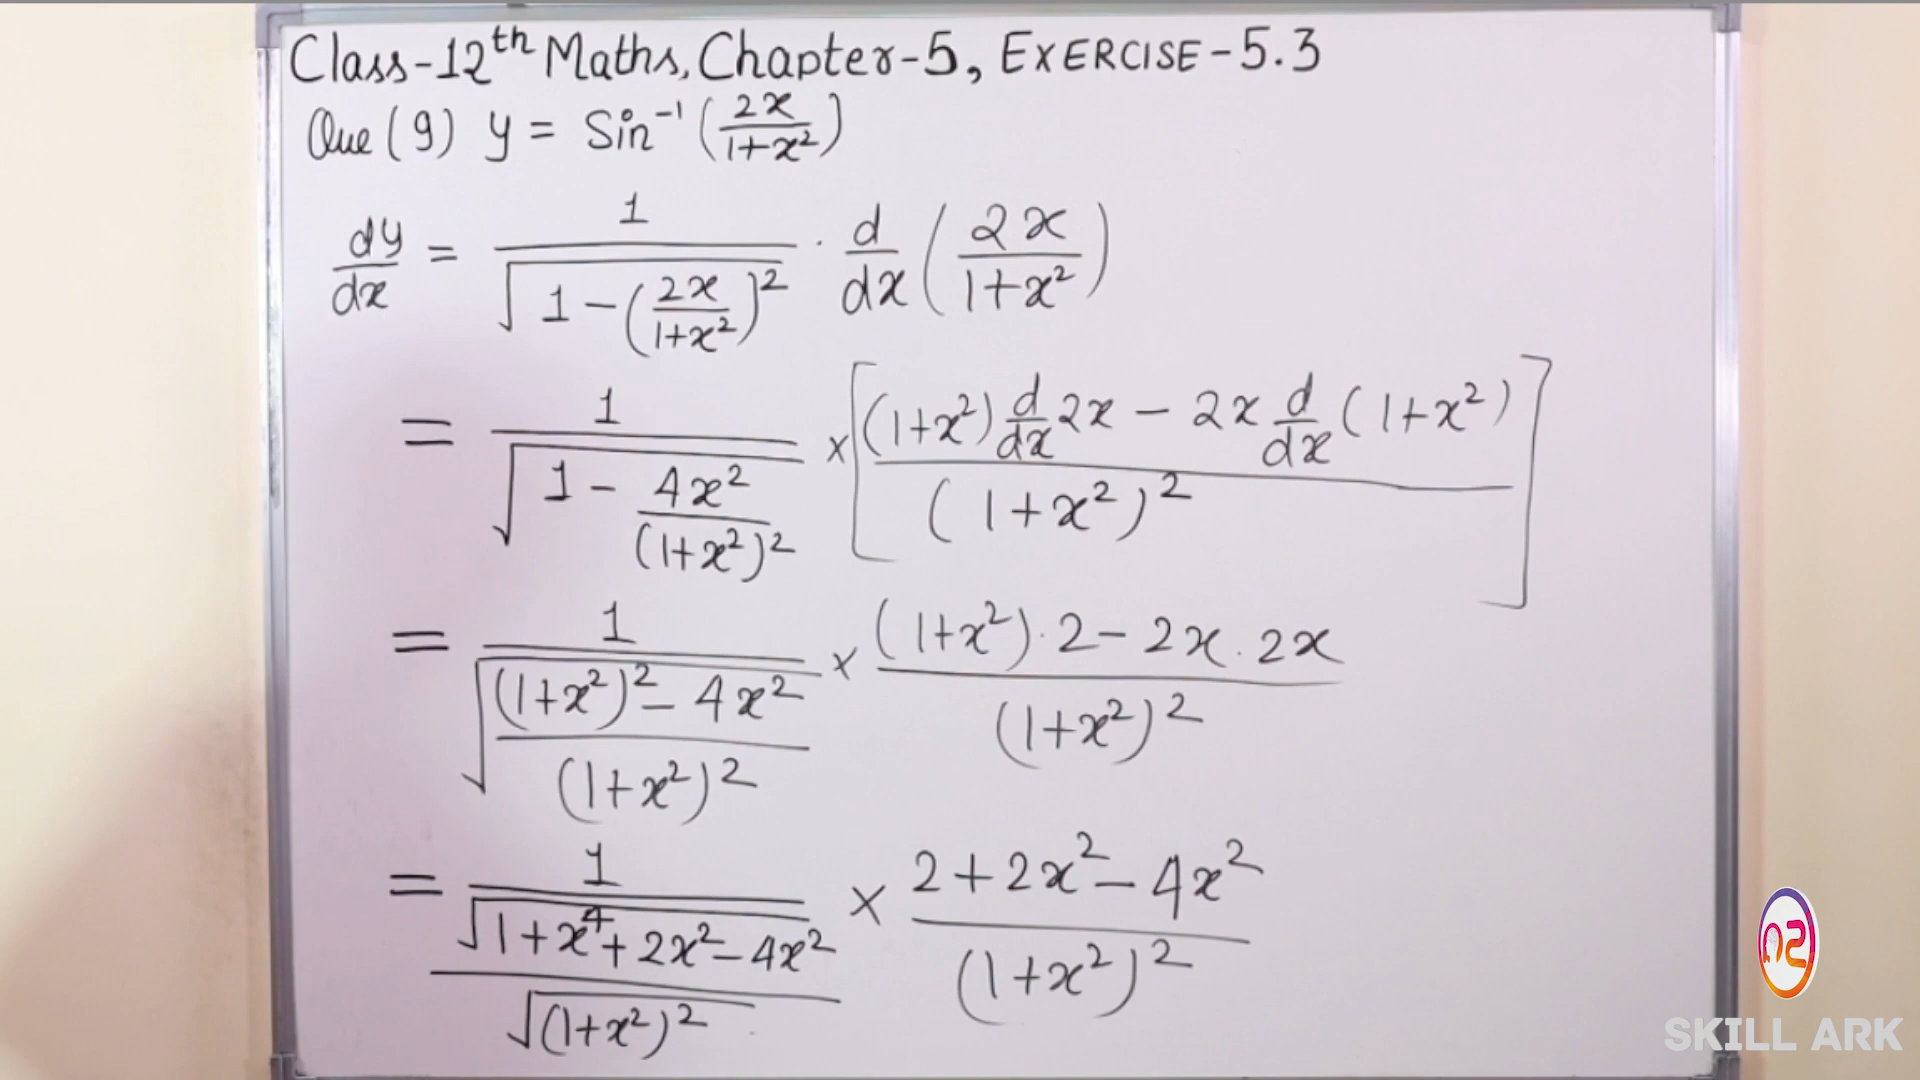 Class-12th Maths, Chapter-5, EXERCISE-5.3
Que (9) y = Sin⁻¹ (2x/(1+x²))
dy/dx = 1/√(1-(2x/(1+x²))²) · d/dx (2x/(1+x²))
= 1/√(1 - 4x²/(1+x²)²) × [((1+x²) d/dx 2x - 2x d/dx (1+x²))/(1+x²)²]
= 1/√(((1+x²)² - 4x²)/(1+x²)²) × ((1+x²)·2 - 2x·2x)/(1+x²)²
= 1/(√(1+x⁴+2x²-4x²)/√((1+x²)²)) × (2+2x²-4x²)/(1+x²)²
SKILL ARK